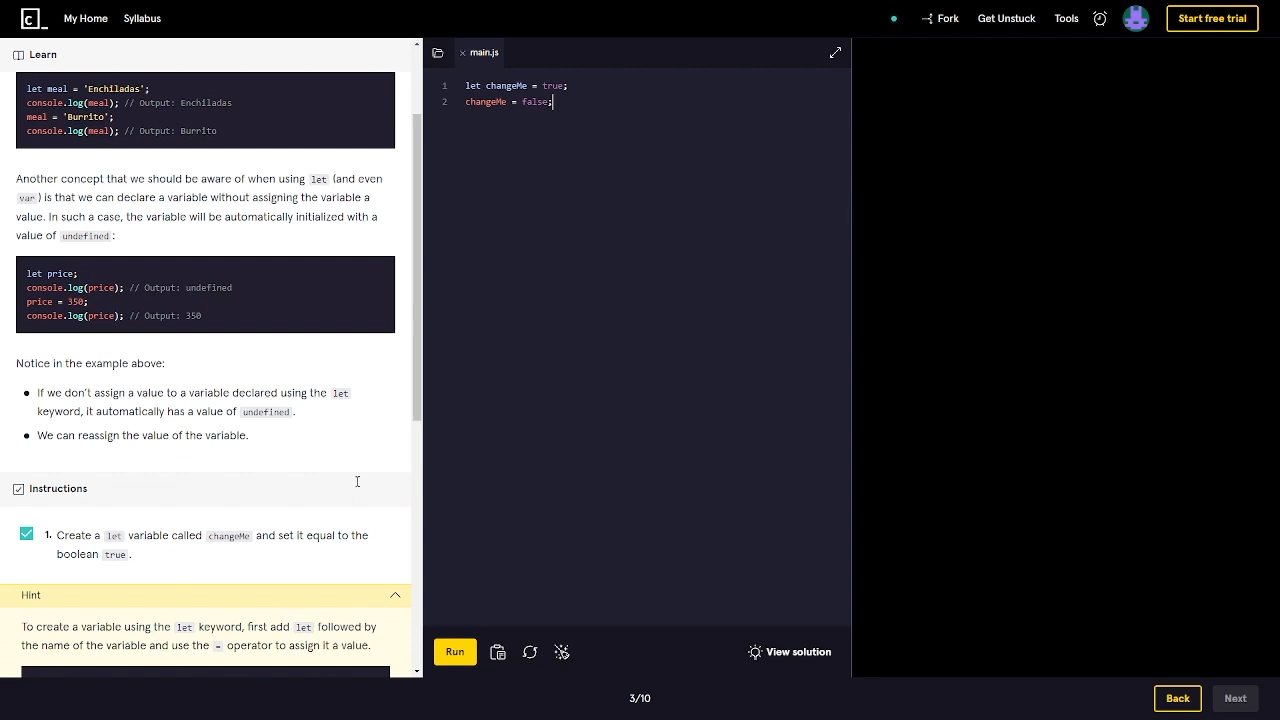 C_ My Home Syllabus Fork Get Unstuck Tools Start free trial
Learn
let meal = 'Enchiladas';
console.log(meal); // Output: Enchiladas
meal = 'Burrito';
console.log(meal); // Output: Burrito
Another concept that we should be aware of when using let (and even
var ) is that we can declare a variable without assigning the variable a
value. In such a case, the variable will be automatically initialized with a
value of undefined :
let price;
console.log(price); // Output: undefined
price = 350;
console.log(price); // Output: 350
Notice in the example above:
• If we don't assign a value to a variable declared using the let
keyword, it automatically has a value of undefined .
• We can reassign the value of the variable.
Instructions
1. Create a let variable called changeMe and set it equal to the
boolean true .
Hint
To create a variable using the let keyword, first add let followed by
the name of the variable and use the = operator to assign it a value.
main.js
1 let changeMe = true;
2 changeMe = false;
Run View solution
3/10
Back Next